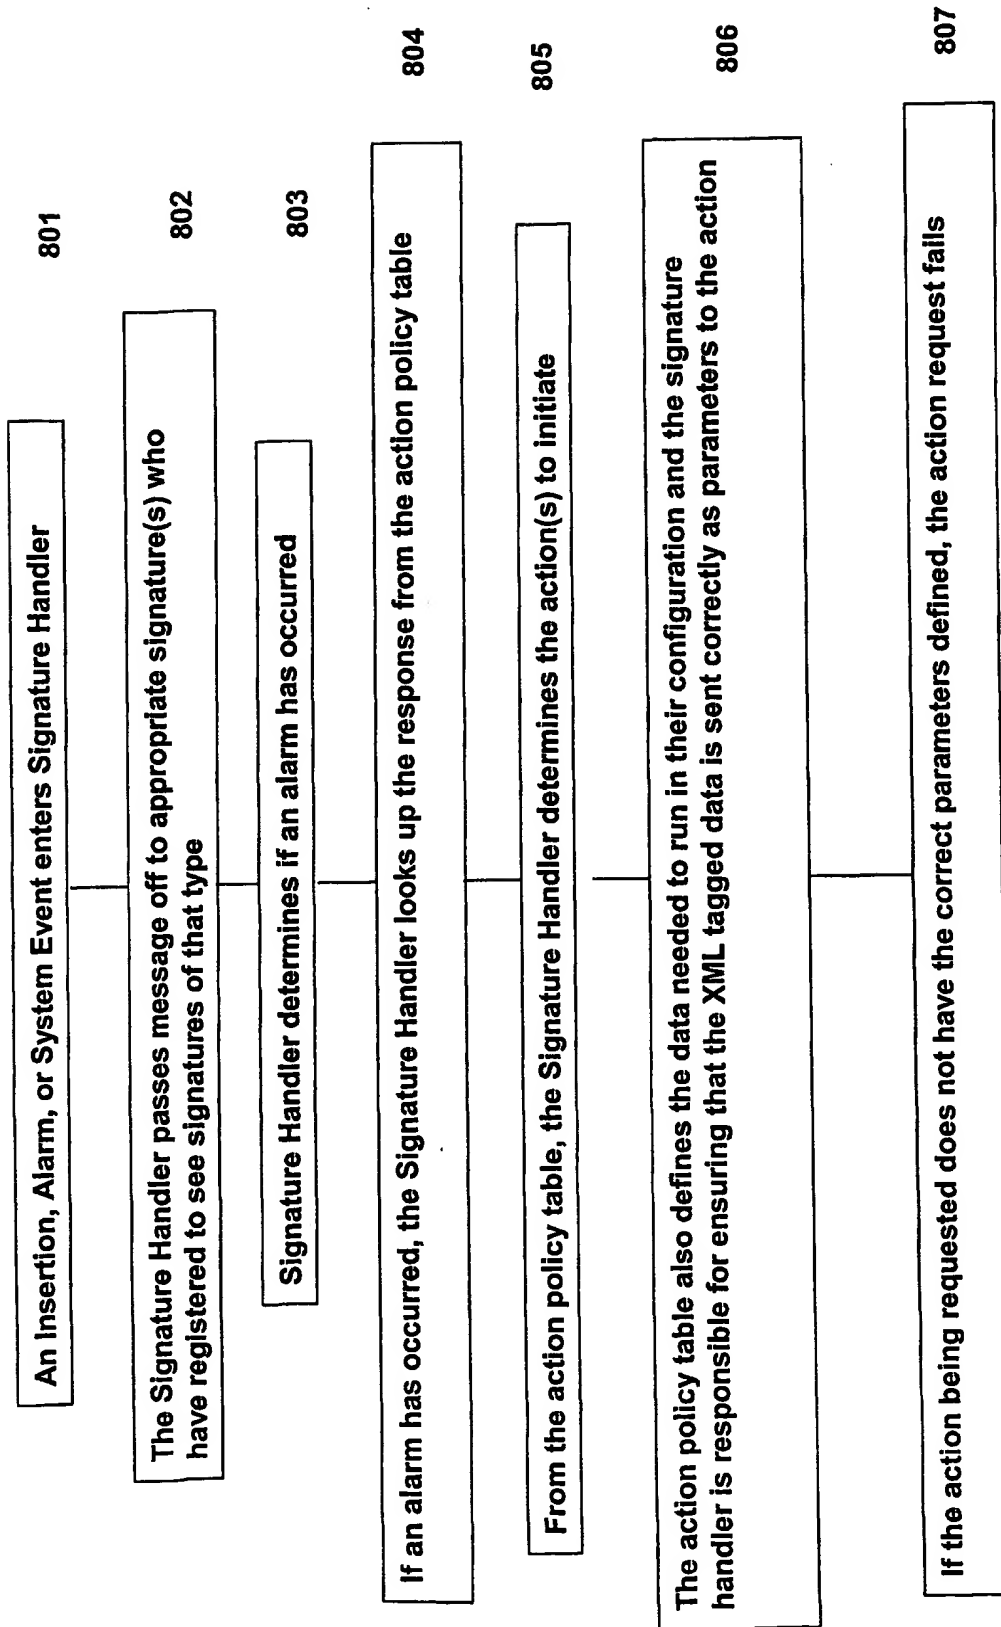 801
An Insertion, Alarm, or System Event enters Signature Handler
802
The Signature Handler passes message off to appropriate signature(s) who
have registered to see signatures of that type
803
Signature Handler determines if an alarm has occurred
804
If an alarm has occurred, the Signature Handler looks up the response from the action policy table
805
From the action policy table, the Signature Handler determines the action(s) to initiate
806
The action policy table also defines the data needed to run in their configuration and the signature
handler is responsible for ensuring that the XML tagged data is sent correctly as parameters to the action
807
If the action being requested does not have the correct parameters defined, the action request fails